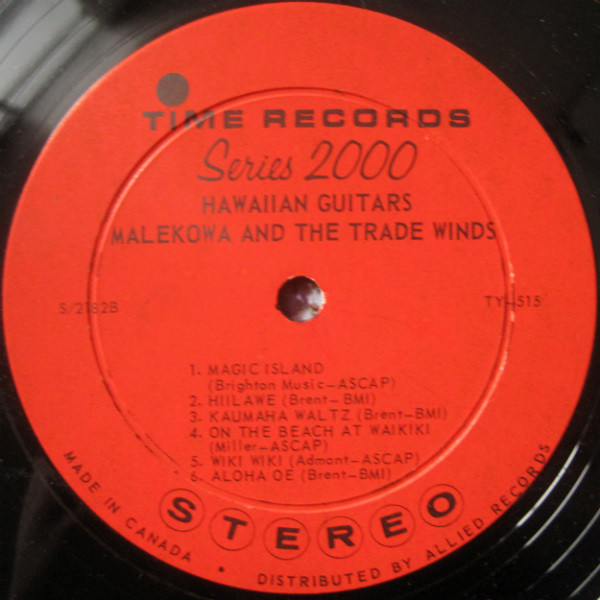 TIME RECORDS
Series 2000
HAWAIIAN GUITARS
MALEKOWA AND THE TRADE WINDS
S/2182B
TY-515
1. MAGIC ISLAND
(Brighton Music-ASCAP)
2. HIILAWE (Brent-BMI)
3. KAUMAHA WALTZ (Brent-BMI)
4. ON THE BEACH AT WAIKIKI
(Miller-ASCAP)
5. WIKI WIKI (Admont-ASCAP)
6. ALOHA OE (Brent-BMI)
STEREO
MADE IN CANADA • DISTRIBUTED BY ALLIED RECORDS